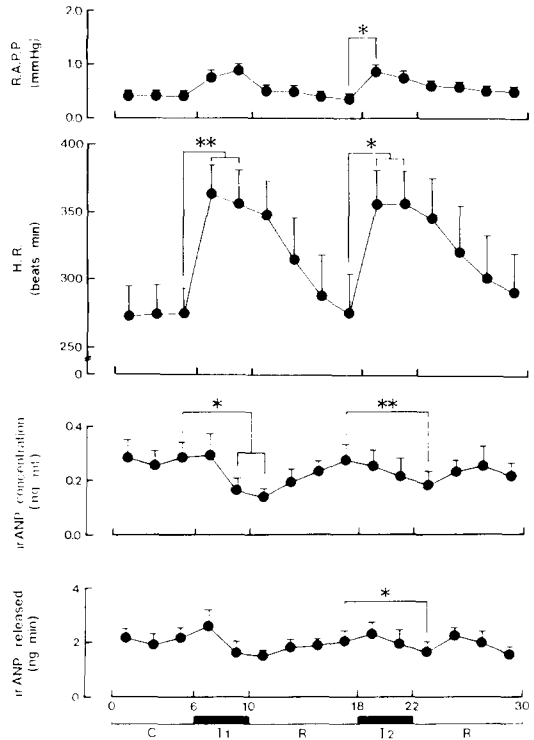 R.A.P.P
(mmHg)
2.0
1.0
0.0
*
H.R.
(beats min)
400
350
300
250
0
**
*
irANP concentration
(ng ml)
0.4
0.2
0.0
*
**
irANP released
(ng min)
4
2
0
*
0 6 10 18 22 30
C I1 R I2 R